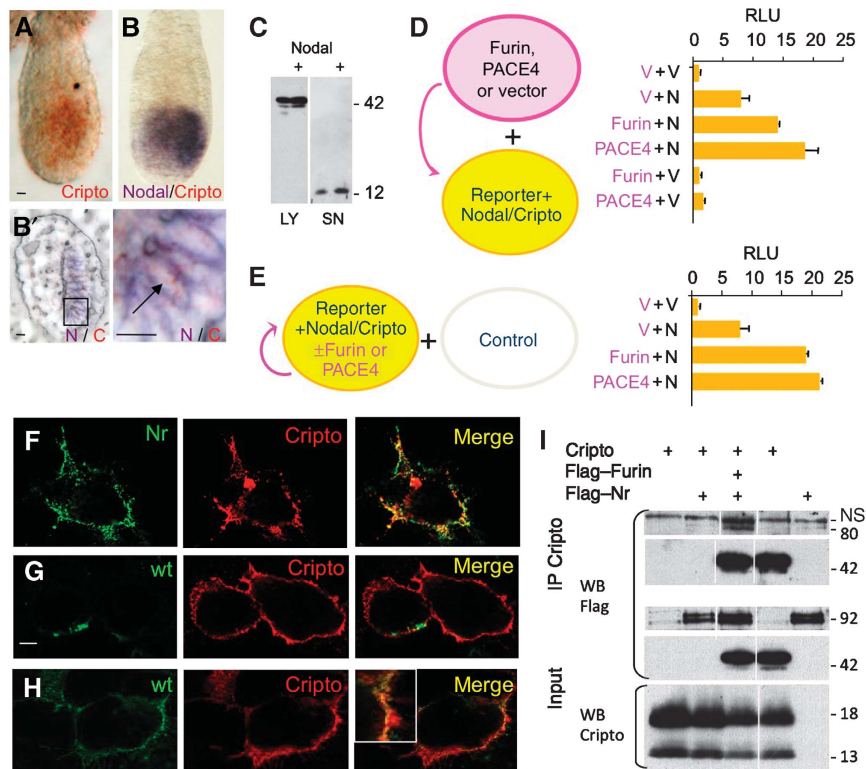 A
Cripto
B
Nodal/Cripto
B′
N / C
N / C
C
Nodal
+ +
- 42
- 12
LY SN
D
Furin,
PACE4
or vector
+
Reporter+
Nodal/Cripto
RLU
0 5 10 15 20 25
V + V
V + N
Furin + N
PACE4 + N
Furin + V
PACE4 + V
E
Reporter
+Nodal/Cripto
±Furin or
PACE4
+
Control
RLU
0 5 10 15 20 25
V + V
V + N
Furin + N
PACE4 + N
F
Nr
Cripto
Merge
G
wt
Cripto
Merge
H
wt
Cripto
Merge
I
Cripto + + + +
Flag–Furin +
Flag–Nr + + +
IP Cripto
WB
Flag
- NS
- 80
- 42
- 92
- 42
Input
WB
Cripto
- 18
- 13